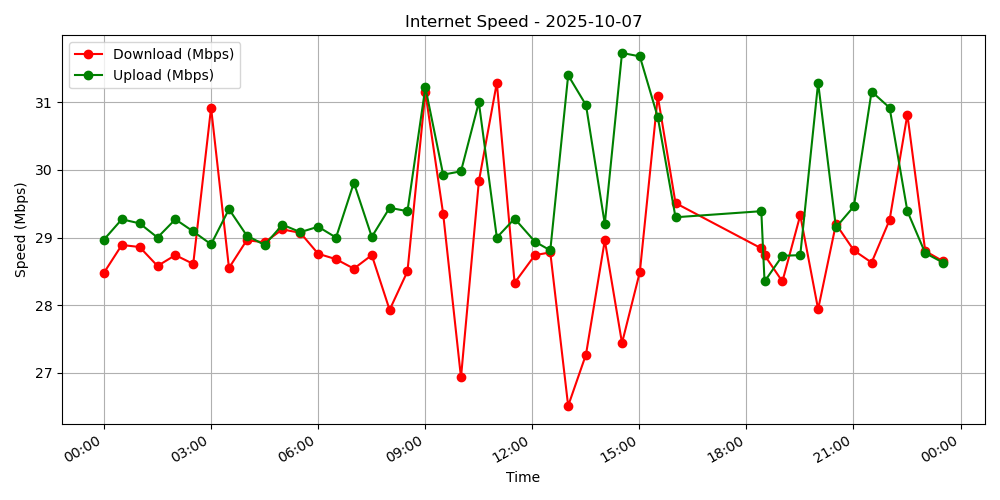 Internet Speed - 2025-10-07
Download (Mbps)
Upload (Mbps)
Speed (Mbps)
31
30
29
28
27
00:00
03:00
06:00
09:00
12:00
15:00
18:00
21:00
00:00
Time